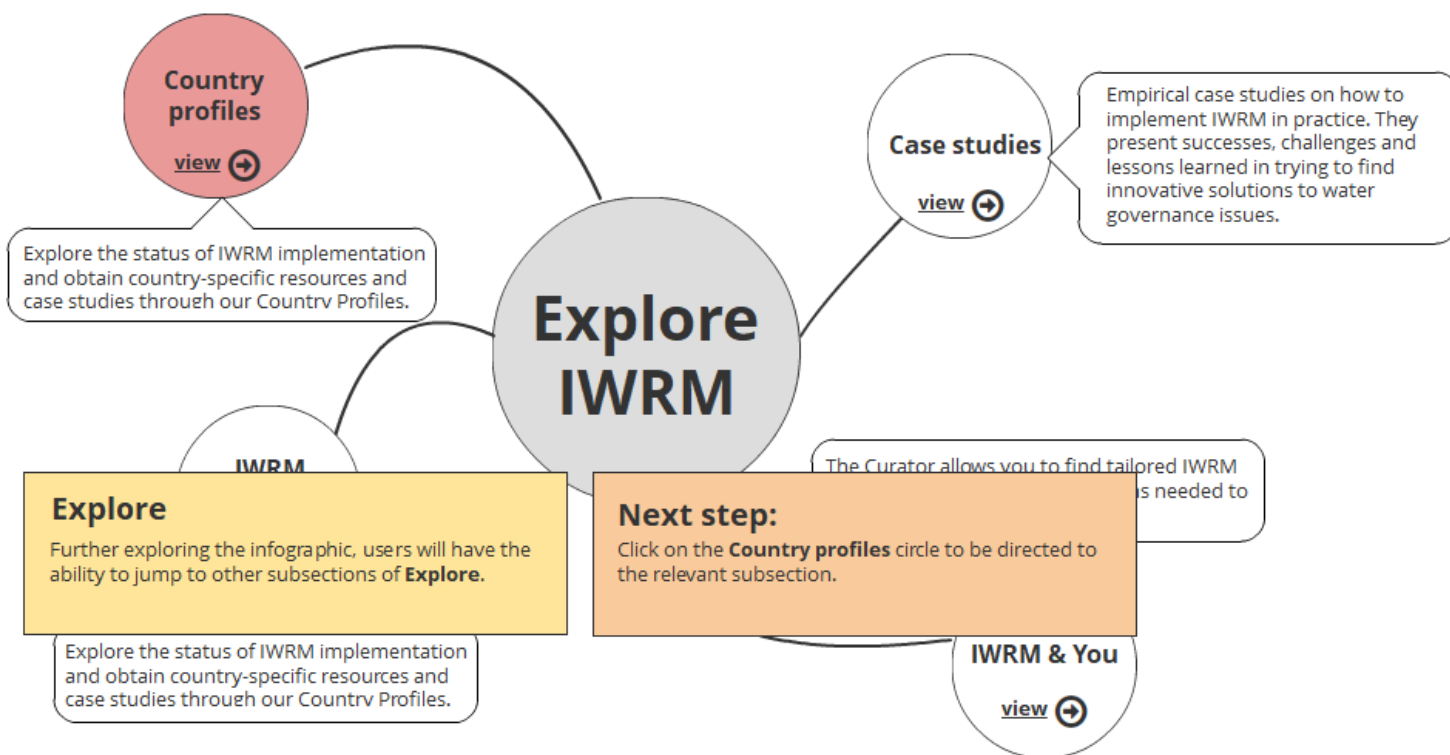 Country
profiles
view
Explore the status of IWRM implementation
and obtain country-specific resources and
case studies through our Country Profiles.
Case studies
view
Empirical case studies on how to
implement IWRM in practice. They
present successes, challenges and
lessons learned in trying to find
innovative solutions to water
governance issues.
Explore
IWRM
IWRM
The Curator allows you to find tailored IWRM
as needed to
Explore
Further exploring the infographic, users will have the
ability to jump to other subsections of Explore.
Next step:
Click on the Country profiles circle to be directed to
the relevant subsection.
Explore the status of IWRM implementation
and obtain country-specific resources and
case studies through our Country Profiles.
IWRM & You
view